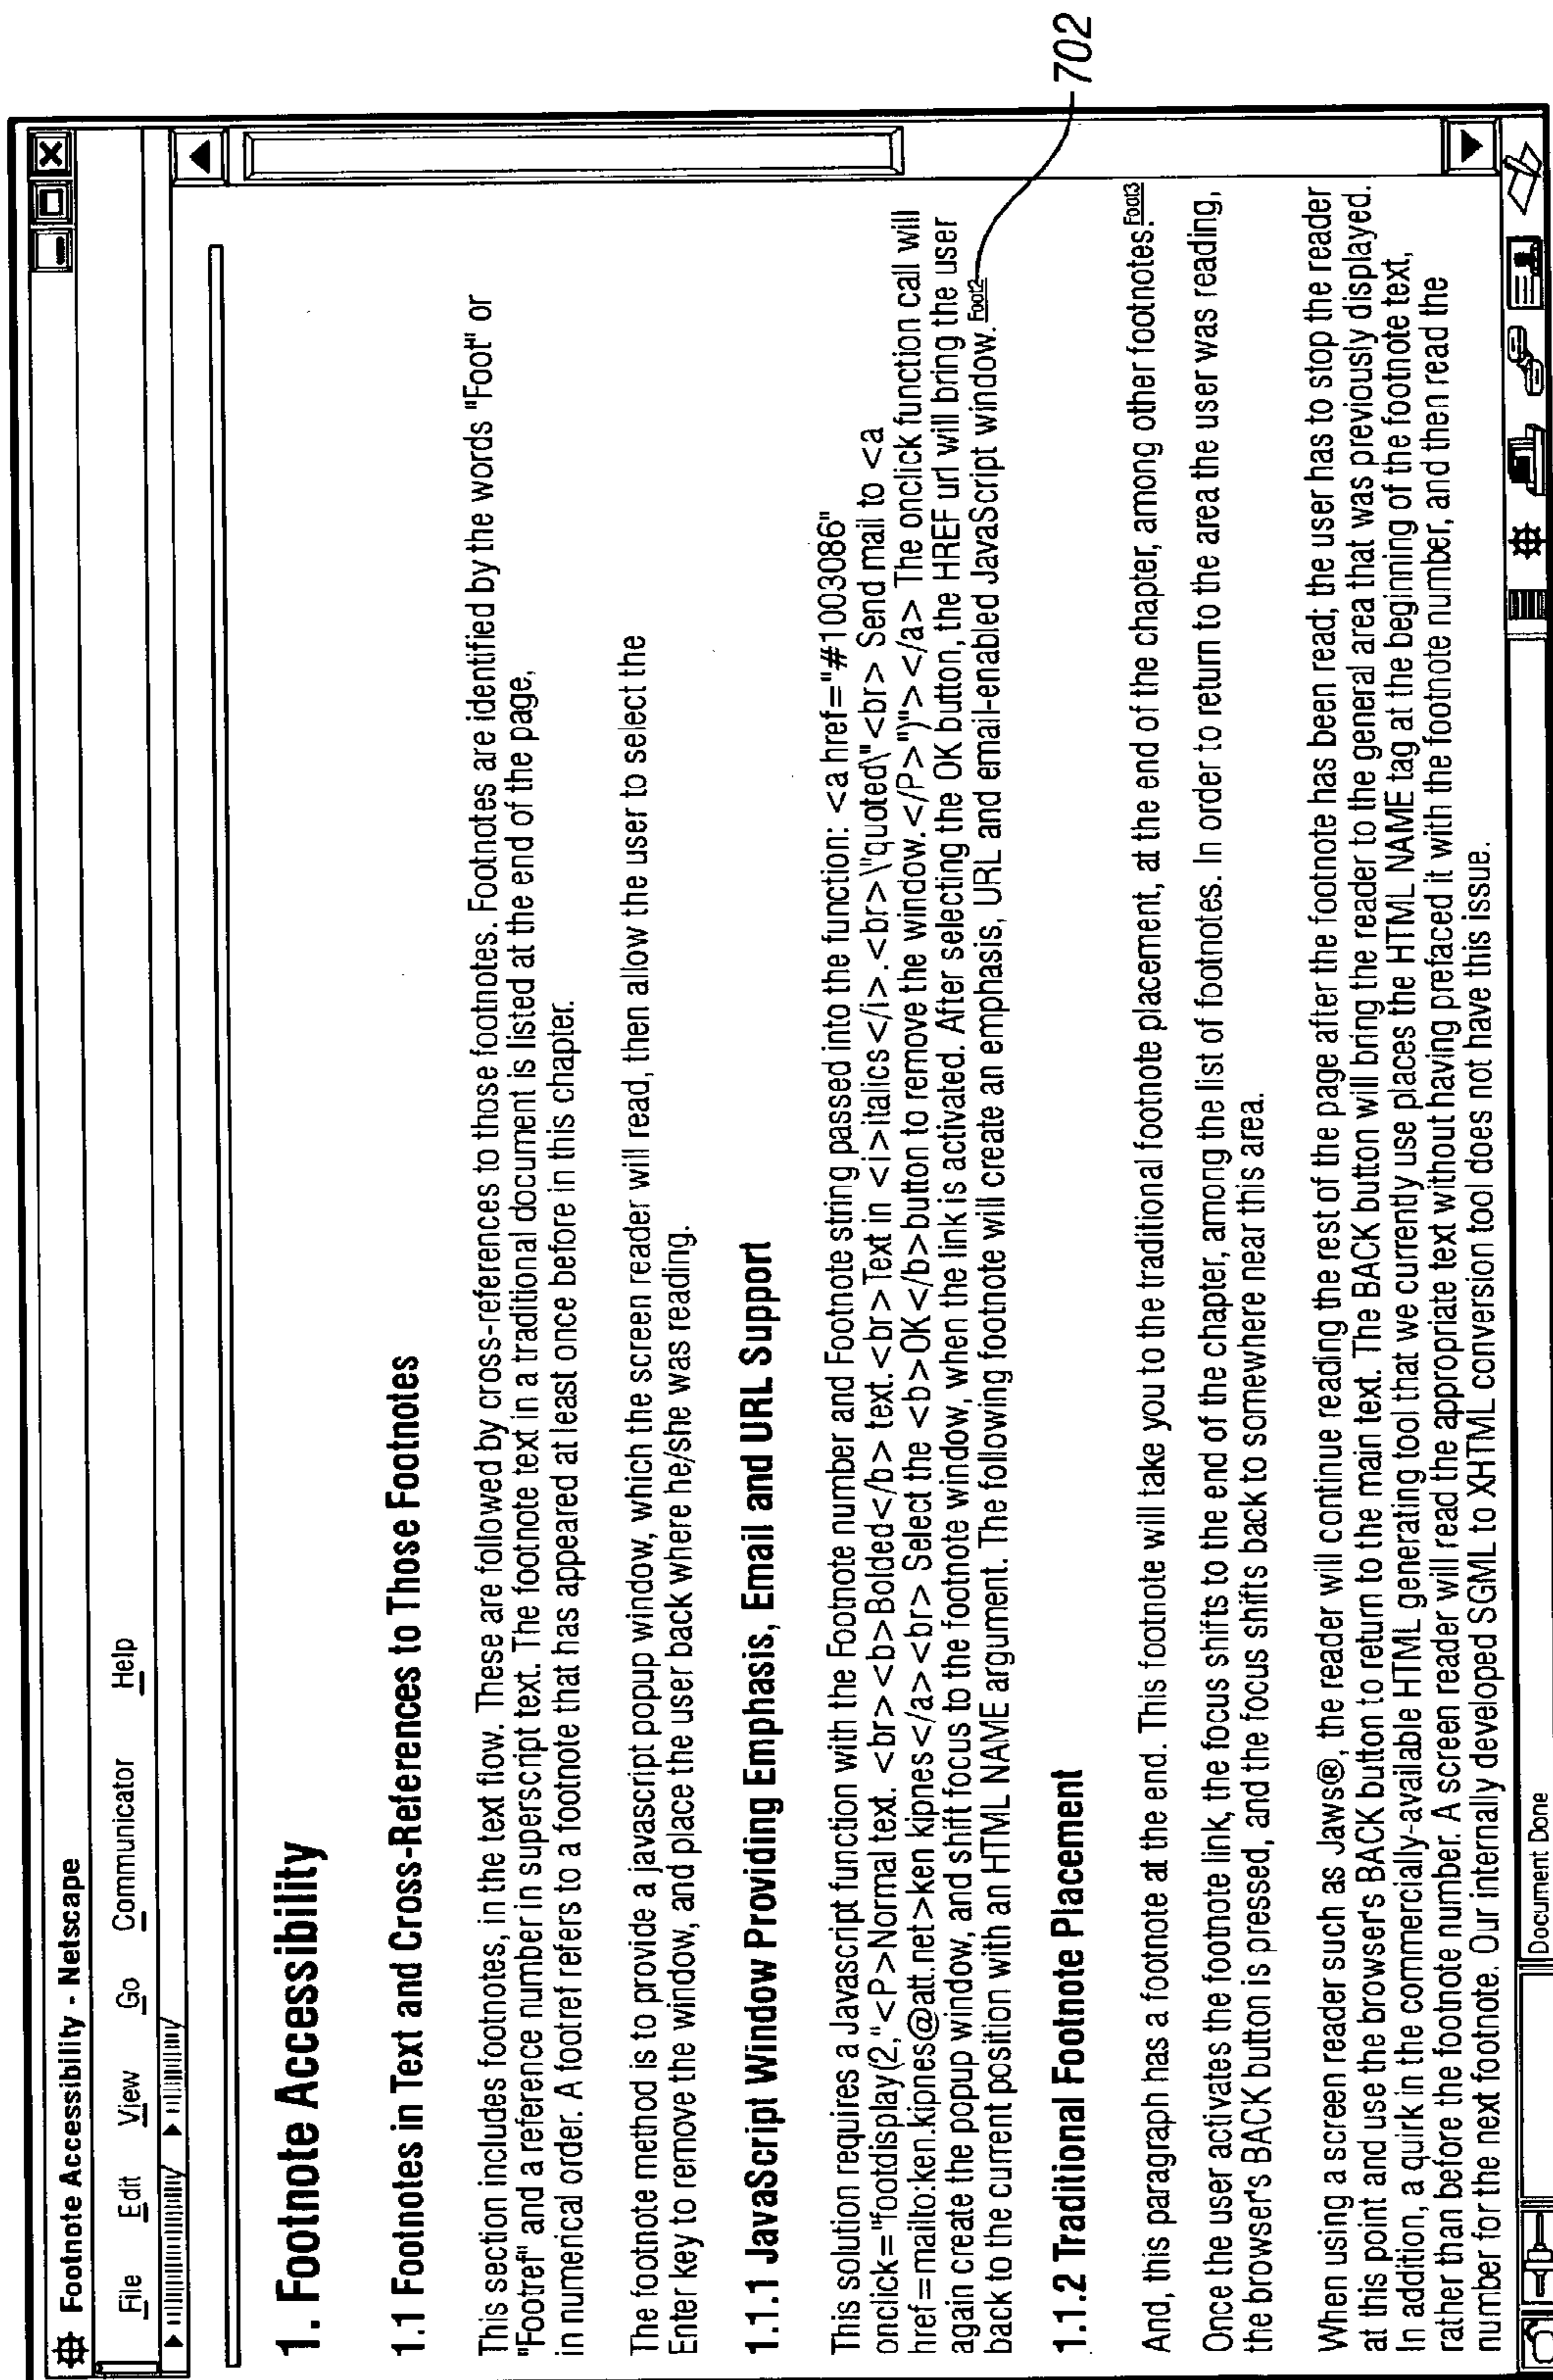 Footnote Accessibility - Netscape
File Edit View Go Communicator Help
1. Footnote Accessibility
1.1 Footnotes in Text and Cross-References to Those Footnotes
This section includes footnotes, in the text flow. These are followed by cross-references to those footnotes. Footnotes are identified by the words "Foot" or
"Footref" and a reference number in superscript text. The footnote text in a traditional document is listed at the end of the page,
in numerical order. A footref refers to a footnote that has appeared at least once before in this chapter.
The footnote method is to provide a javascript popup window, which the screen reader will read, then allow the user to select the
Enter key to remove the window, and place the user back where he/she was reading.
1.1.1 JavaScript Window Providing Emphasis, Email and URL Support
This solution requires a Javascript function with the Footnote number and Footnote string passed into the function: <a href="#1003086"
onclick="footdisplay(2,"<P>Normal text. <br><b>Bolded</b> text.<br>Text in <i>italics</i>.<br>\"quoted\"<br> Send mail to <a
href=mailto:ken.kipnes@att.net>ken kipnes</a><br> Select the <b>OK</b>button to remove the window.</P>")"></a> The onclick function call will
again create the popup window, and shift focus to the footnote window, when the link is activated. After selecting the OK button, the HREF url will bring the user
back to the current position with an HTML NAME argument. The following footnote will create an emphasis, URL and email-enabled JavaScript window. Foot2
702
1.1.2 Traditional Footnote Placement
And, this paragraph has a footnote at the end. This footnote will take you to the traditional footnote placement, at the end of the chapter, among other footnotes.Foot3
Once the user activates the footnote link, the focus shifts to the end of the chapter, among the list of footnotes. In order to return to the area the user was reading,
the browser's BACK button is pressed, and the focus shifts back to somewhere near this area.
When using a screen reader such as Jaws®, the reader will continue reading the rest of the page after the footnote has been read; the user has to stop the reader
at this point and use the browser's BACK button to return to the main text. The BACK button will bring the reader to the general area that was previously displayed.
In addition, a quirk in the commercially-available HTML generating tool that we currently use places the HTML NAME tag at the beginning of the footnote text,
rather than before the footnote number. A screen reader will read the appropriate text without having prefaced it with the footnote number, and then read the
number for the next footnote. Our internally developed SGML to XHTML conversion tool does not have this issue.
Document Done